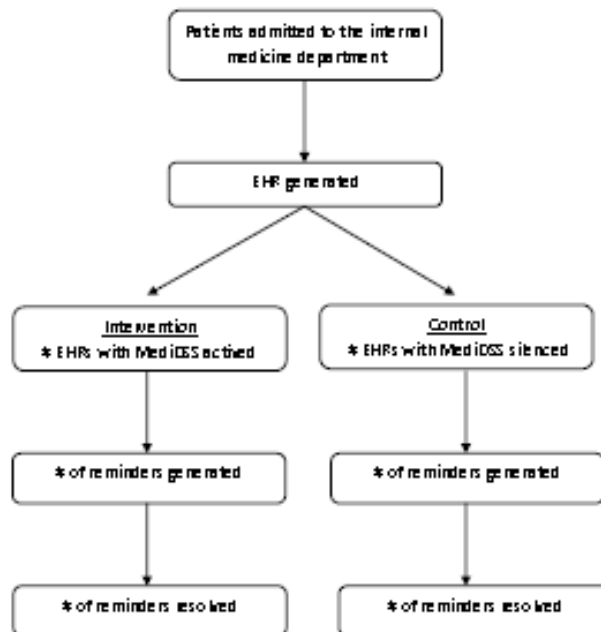 Patients admitted to the internal
medicine department
EHR generated
Intervention
# EHRs with MediDSS actived
Control
# EHRs with MediDSS silenced
# of reminders generated
# of reminders generated
# of reminders resolved
# of reminders resolved